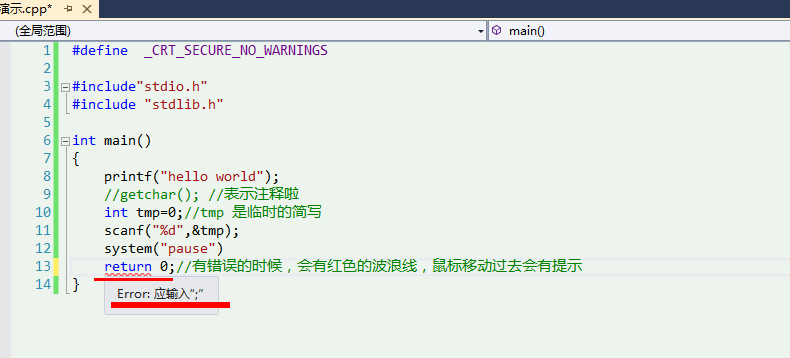 演示.cpp*
(全局范围) main()
1 #define  _CRT_SECURE_NO_WARNINGS
2
3 #include"stdio.h"
4 #include "stdlib.h"
5
6 int main()
7 {
8     printf("hello world");
9     //getchar(); //表示注释啦
10     int tmp=0;//tmp 是临时的简写
11     scanf("%d",&tmp);
12     system("pause")
13     return 0;//有错误的时候，会有红色的波浪线，鼠标移动过去会有提示
14 }
Error: 应输入“;”